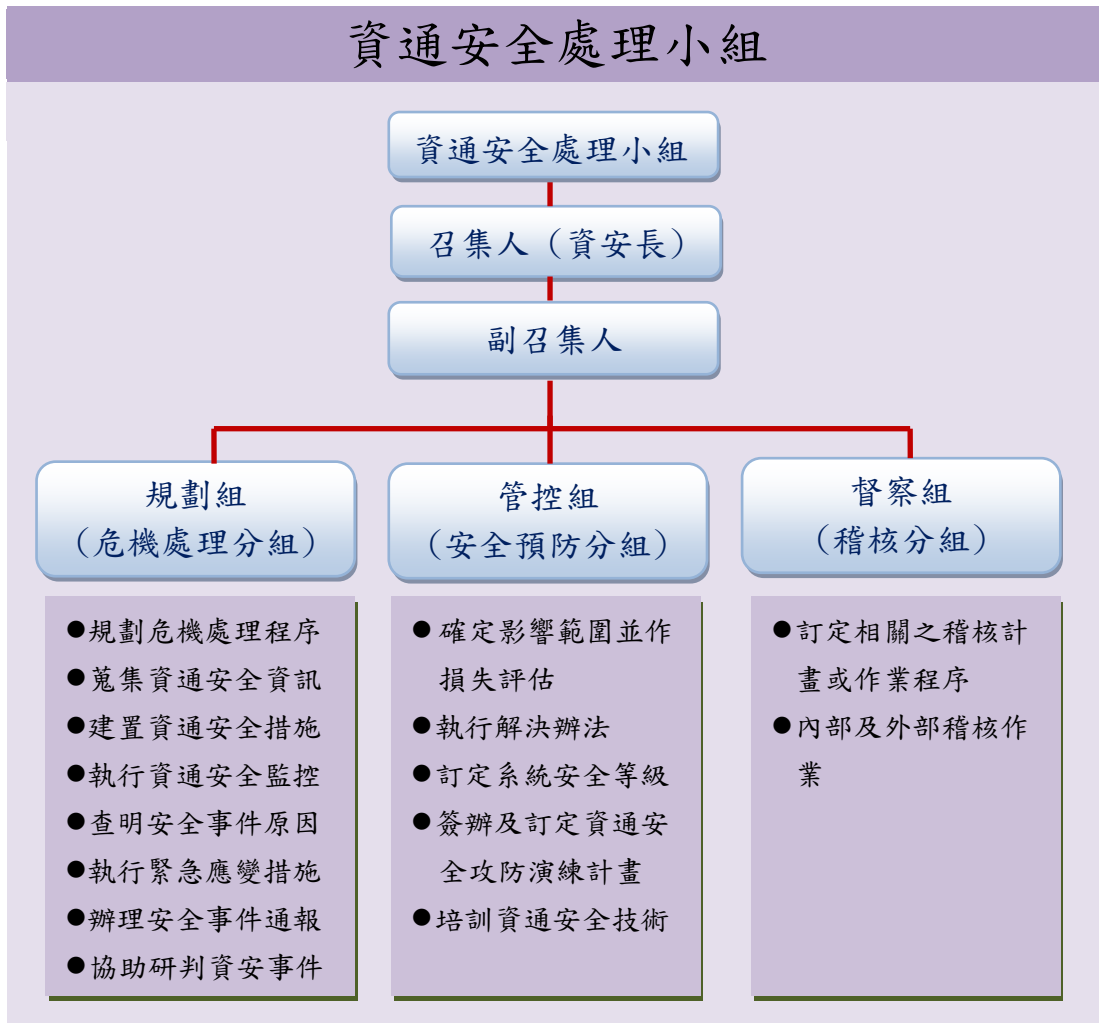 資通安全處理小組
資通安全處理小組
召集人（資安長）
副召集人
規劃組
（危機處理分組）
●規劃危機處理程序
●蒐集資通安全資訊
●建置資通安全措施
●執行資通安全監控
●查明安全事件原因
●執行緊急應變措施
●辦理安全事件通報
●協助研判資安事件
管控組
（安全預防分組）
● 確定影響範圍並作
損失評估
●執行解決辦法
●訂定系統安全等級
●簽辦及訂定資通安
全攻防演練計畫
●培訓資通安全技術
督察組
（稽核分組）
●訂定相關之稽核計
畫或作業程序
●內部及外部稽核作
業